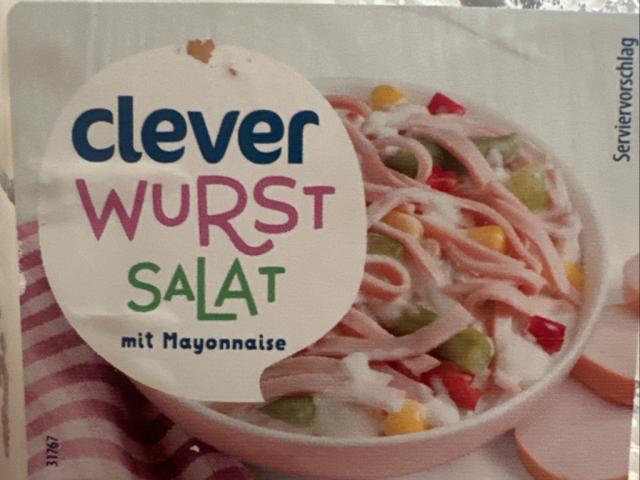 clever
WURST
SALAT
mit Mayonnaise
Serviervorschlag
31767